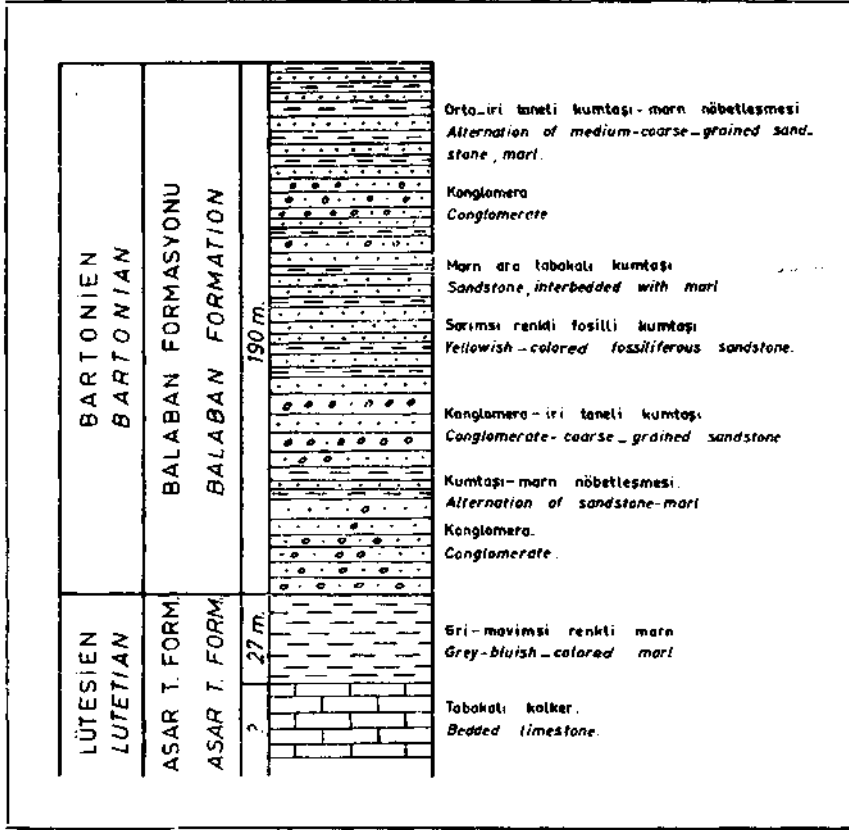 BARTONİEN
BARTONIAN
BALABAN FORMASYONU
BALABAN FORMATION
190 m.
Orta-iri taneli kumtaşı-marn nöbetleşmesi
Alternation of medium-coarse-grained sand-
stone, marl.
Konglomera
Conglomerate
Marn ara tabakalı kumtaşı
Sandstone, interbedded with marl
Sarımsı renkli fosilli kumtaşı
Yellowish-colored fossiliferous sandstone.
Konglomera-iri taneli kumtaşı
Conglomerate-coarse-grained sandstone
Kumtaşı-marn nöbetleşmesi.
Alternation of sandstone-marl
Konglomera.
Conglomerate.
LÜTESİEN
LUTETIAN
ASAR T. FORM.
ASAR T. FORM.
27 m.
?
Gri-mavimsi renkli marn
Grey-bluish-colored marl
Tabakalı kalker.
Bedded limestone.